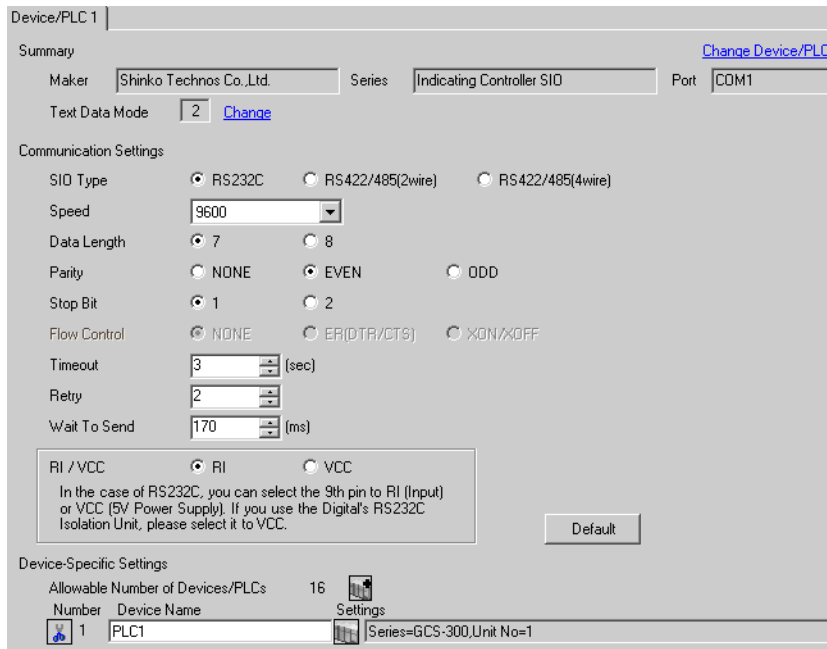 Device/PLC 1
Summary Change Device/PLC
Maker Shinko Technos Co.,Ltd. Series Indicating Controller SIO Port COM1
Text Data Mode 2 Change
Communication Settings
SIO Type RS232C RS422/485(2wire) RS422/485(4wire)
Speed 9600
Data Length 7 8
Parity NONE EVEN ODD
Stop Bit 1 2
Flow Control NONE ER(DTR/CTS) XON/XOFF
Timeout 3 (sec)
Retry 2
Wait To Send 170 (ms)
RI / VCC RI VCC
In the case of RS232C, you can select the 9th pin to RI (Input)
or VCC (5V Power Supply). If you use the Digital's RS232C
Isolation Unit, please select it to VCC.
Default
Device-Specific Settings
Allowable Number of Devices/PLCs 16
Number Device Name Settings
1 PLC1 Series=GCS-300,Unit No=1